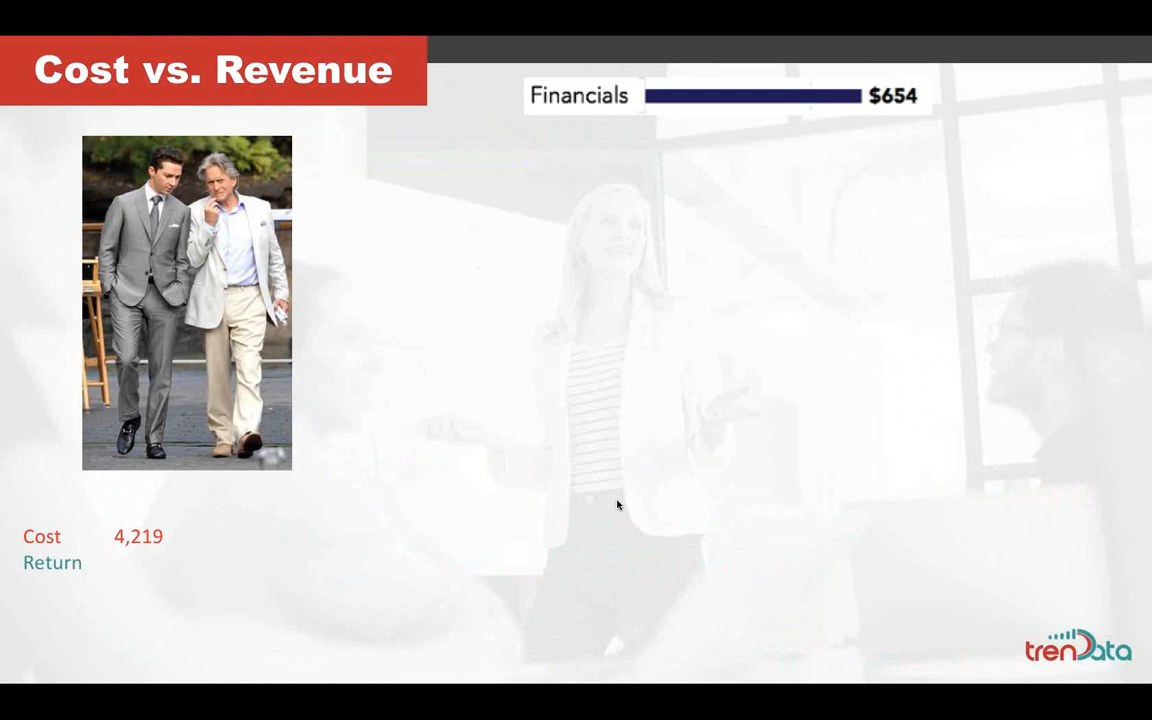 Cost vs. Revenue
Financials $654
Cost 4,219
Return
trenData